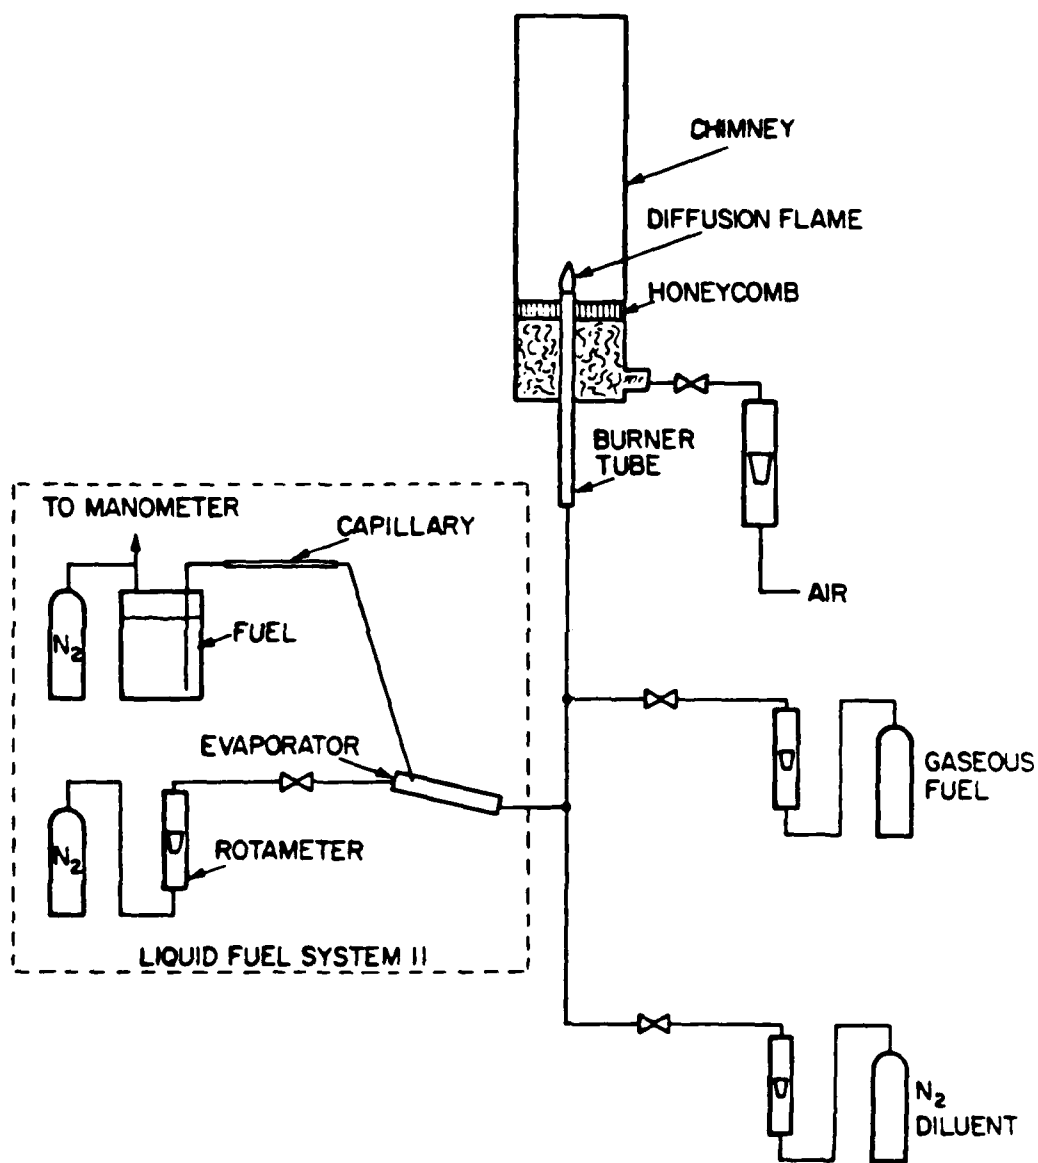 CHIMNEY
DIFFUSION FLAME
HONEYCOMB
BURNER
TUBE
TO MANOMETER
CAPILLARY
AIR
N₂
FUEL
EVAPORATOR
GASEOUS
FUEL
N₂
ROTAMETER
LIQUID FUEL SYSTEM II
N₂
DILUENT